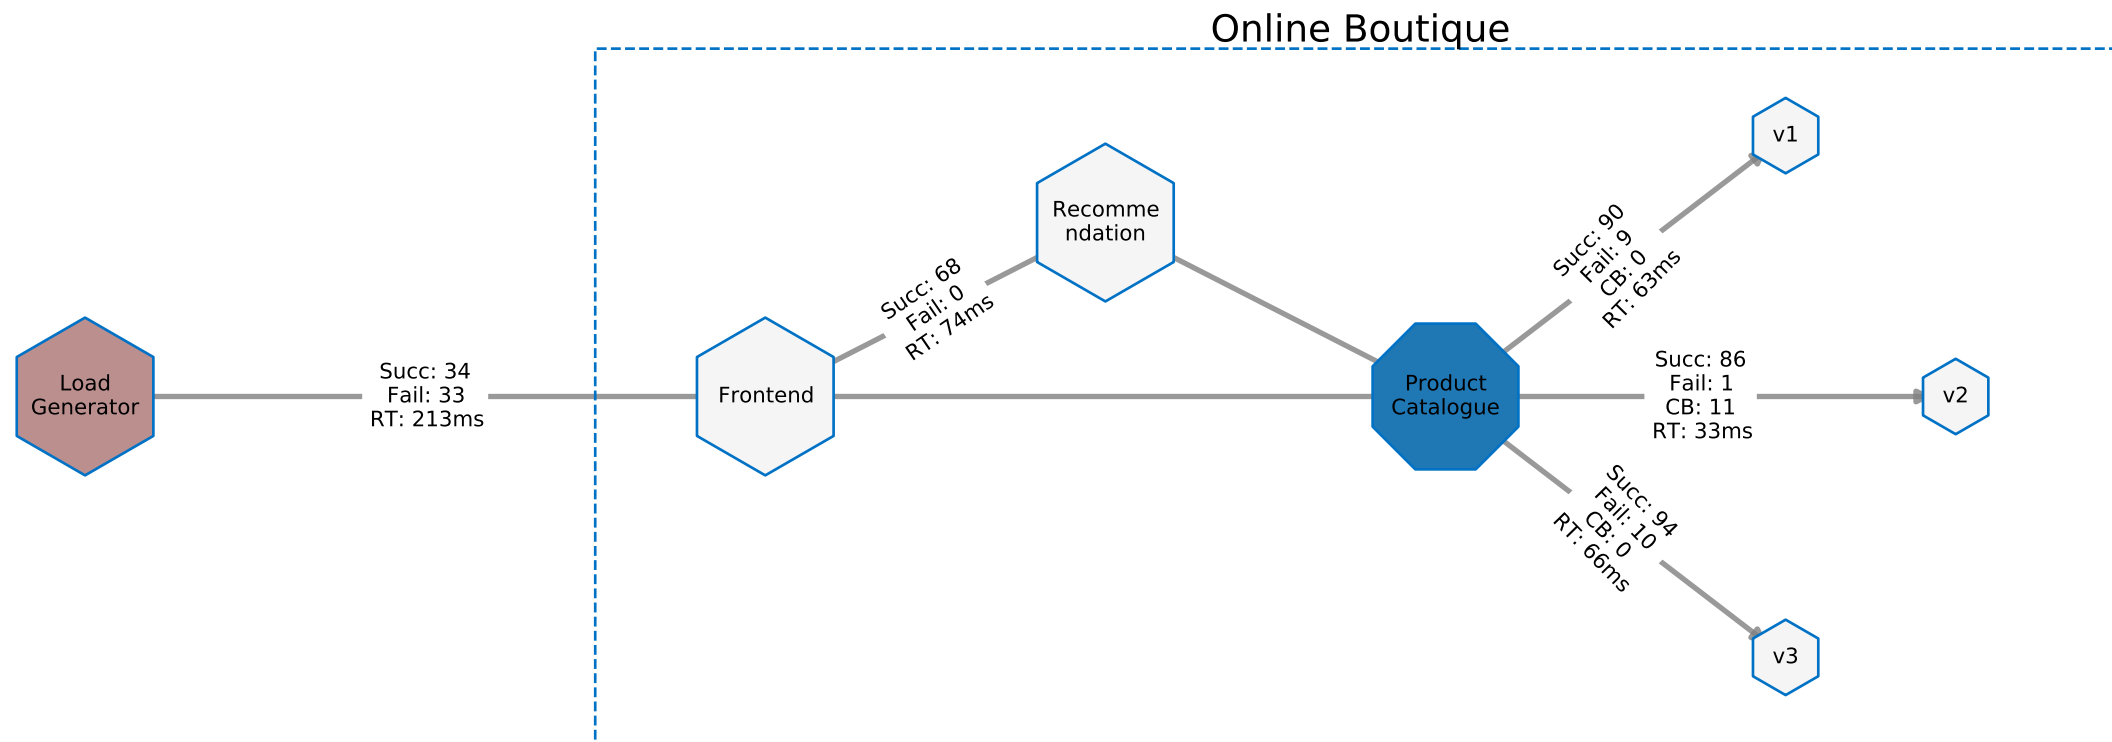 Online Boutique
Load
Generator
Succ: 34
Fail: 33
RT: 213ms
Frontend
Succ: 68
Fail: 0
RT: 74ms
Recomme
ndation
Product
Catalogue
Succ: 90
Fail: 9
CB: 0
RT: 63ms
v1
Succ: 86
Fail: 1
CB: 11
RT: 33ms
v2
Succ: 94
Fail: 10
CB: 0
RT: 66ms
v3